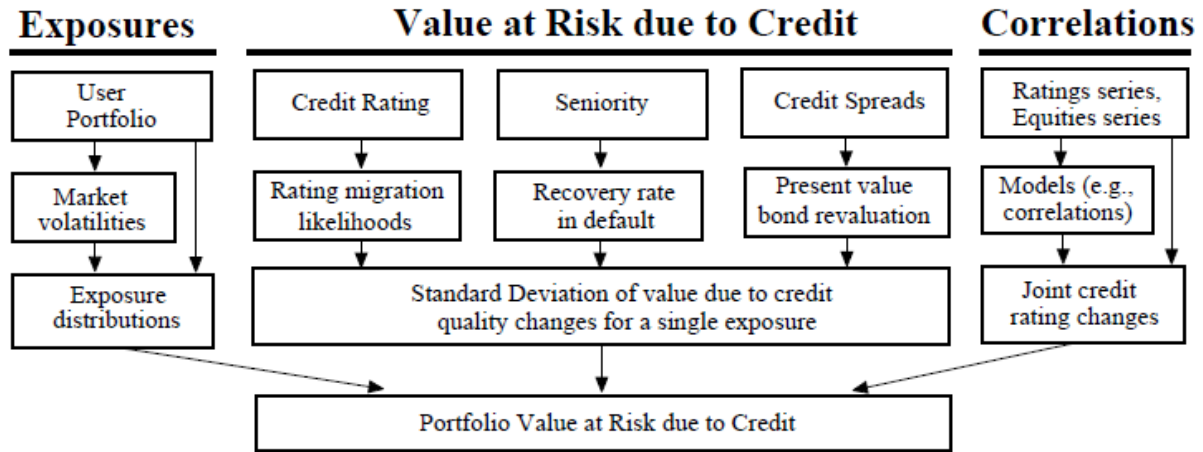 Exposures
Value at Risk due to Credit
Correlations
User
Portfolio
Market
volatilities
Exposure
distributions
Credit Rating
Seniority
Credit Spreads
Rating migration
likelihoods
Recovery rate
in default
Present value
bond revaluation
Standard Deviation of value due to credit
quality changes for a single exposure
Ratings series,
Equities series
Models (e.g.,
correlations)
Joint credit
rating changes
Portfolio Value at Risk due to Credit